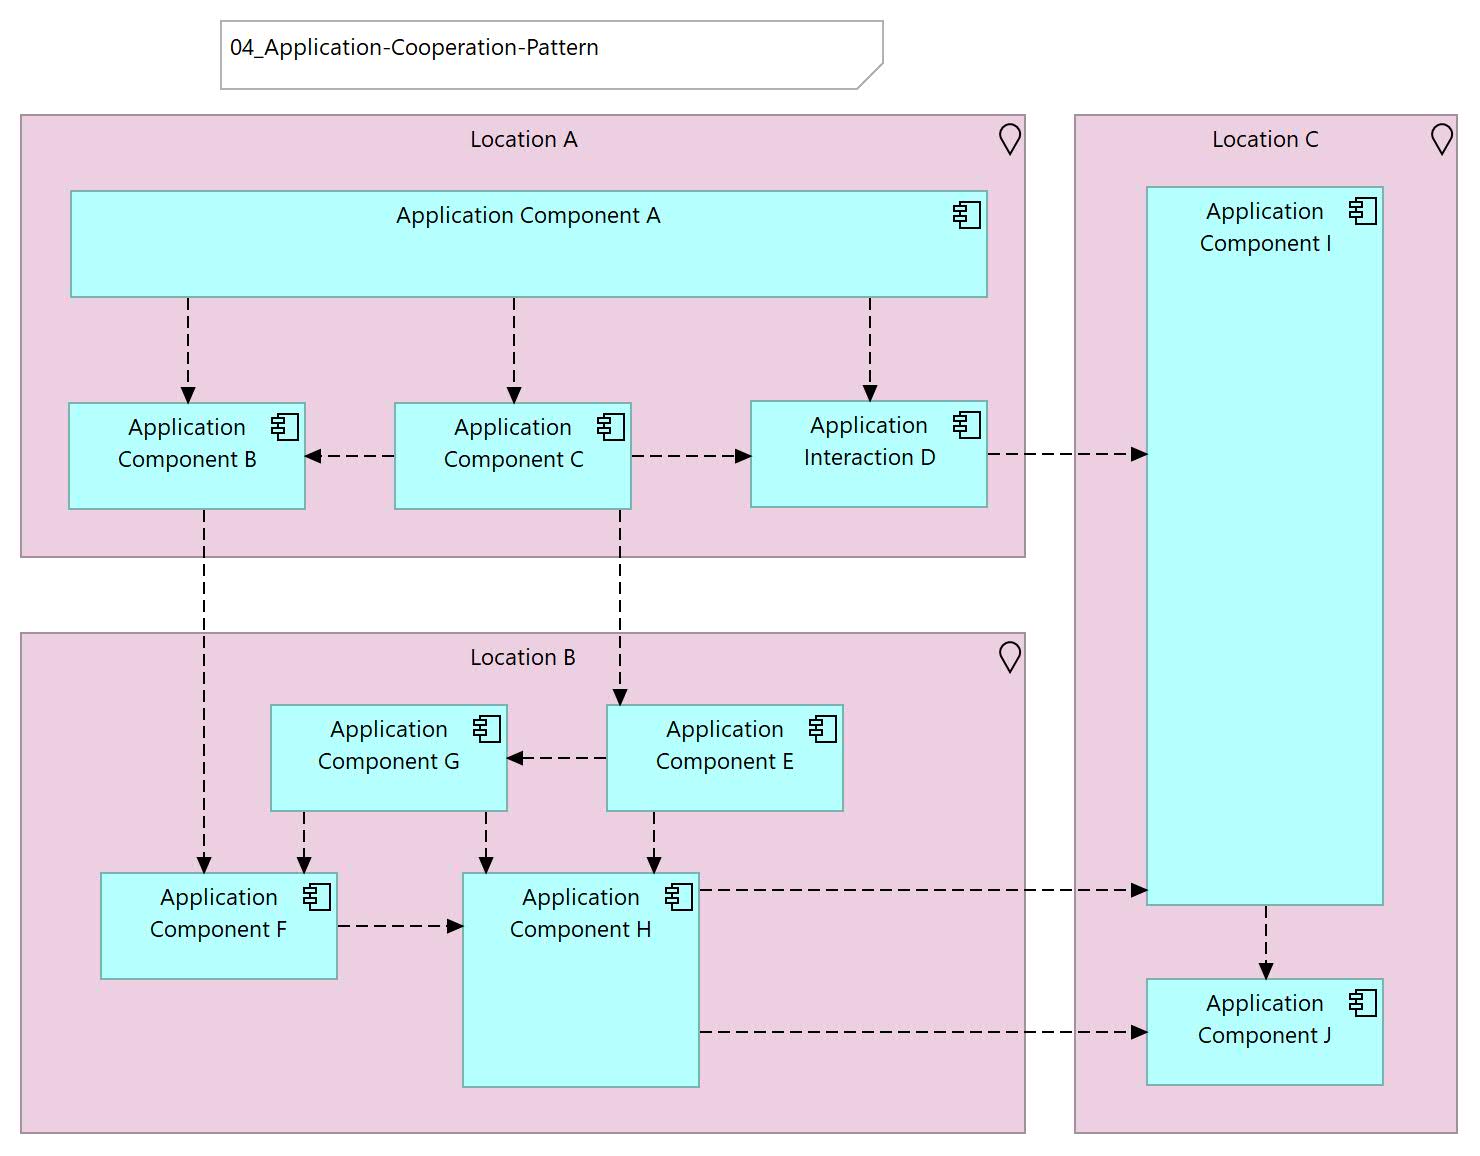 04_Application-Cooperation-Pattern
Location A
Application Component A
Application
Component B
Application
Component C
Application
Interaction D
Location C
Application
Component I
Location B
Application
Component G
Application
Component E
Application
Component F
Application
Component H
Application
Component J